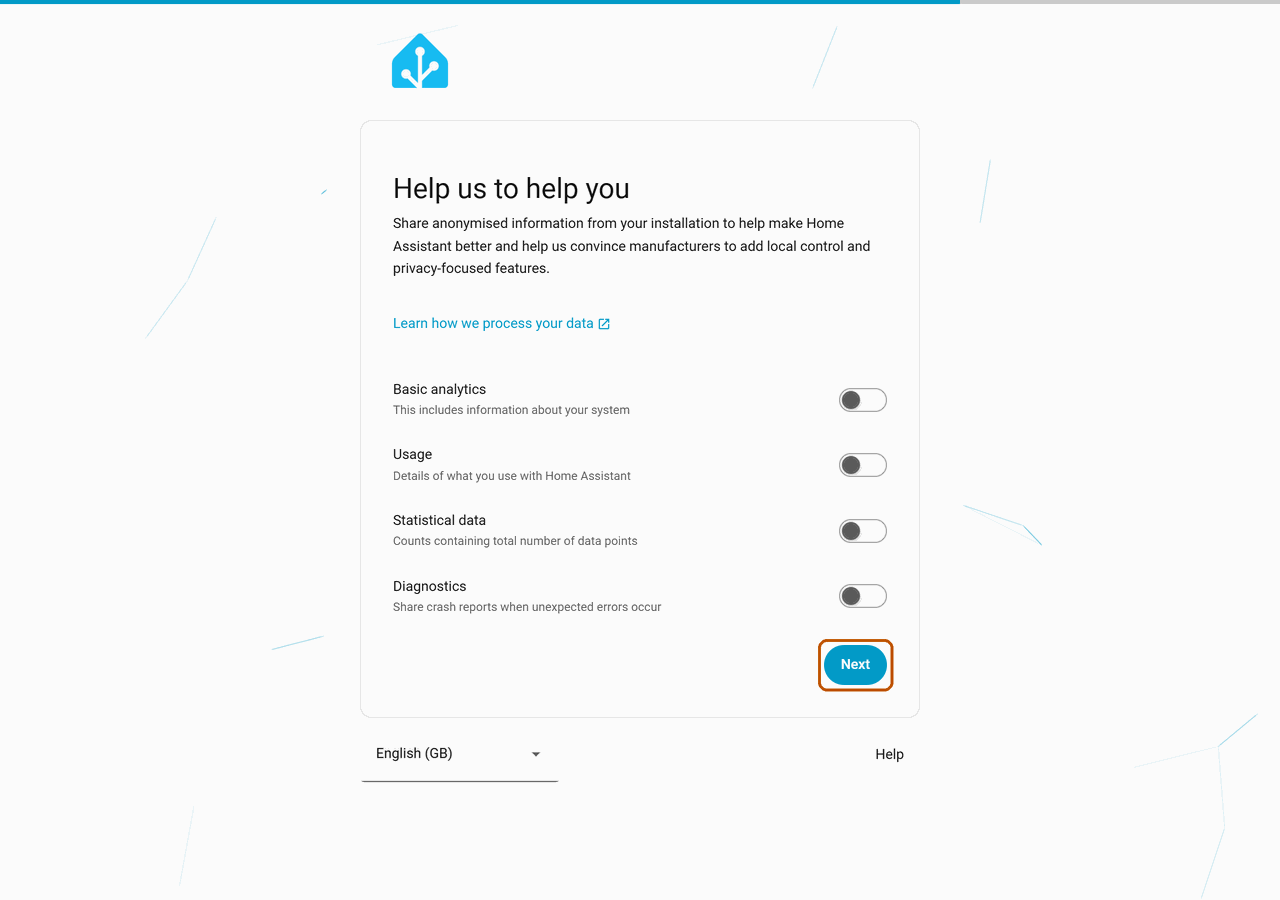 Help us to help you
Share anonymised information from your installation to help make Home
Assistant better and help us convince manufacturers to add local control and
privacy-focused features.
Learn how we process your data
Basic analytics
This includes information about your system
Usage
Details of what you use with Home Assistant
Statistical data
Counts containing total number of data points
Diagnostics
Share crash reports when unexpected errors occur
Next
English (GB)
Help